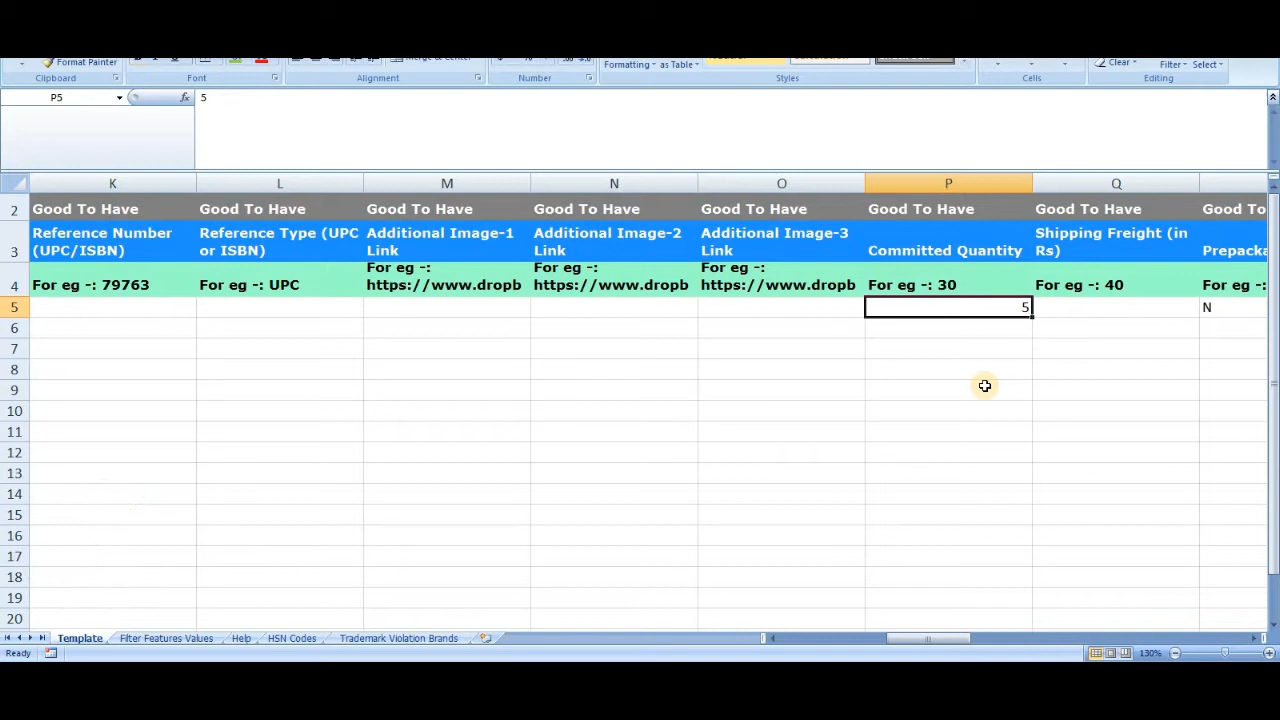 Format Painter
Merge & Center
Formatting as Table
Clear Filter Select
Clipboard Font Alignment Number Styles Cells Editing
P5 fx 5
K L M N O P Q
2 Good To Have Good To Have Good To Have Good To Have Good To Have Good To Have Good To Have Good To
Reference Number Reference Type (UPC Additional Image-1 Additional Image-2 Additional Image-3 Shipping Freight (in
3 (UPC/ISBN) or ISBN) Link Link Link Committed Quantity Rs) Prepacka
For eg -: For eg -: For eg -:
4 For eg -: 79763 For eg -: UPC https://www.dropb https://www.dropb https://www.dropb For eg -: 30 For eg -: 40 For eg -:
5 5 N
6
7
8
9
10
11
12
13
14
15
16
17
18
19
20
Template Filter Features Values Help HSN Codes Trademark Violation Brands
Ready 130%